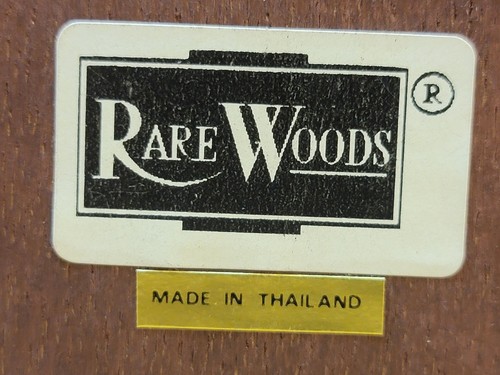 RARE WOODS
®
MADE IN THAILAND